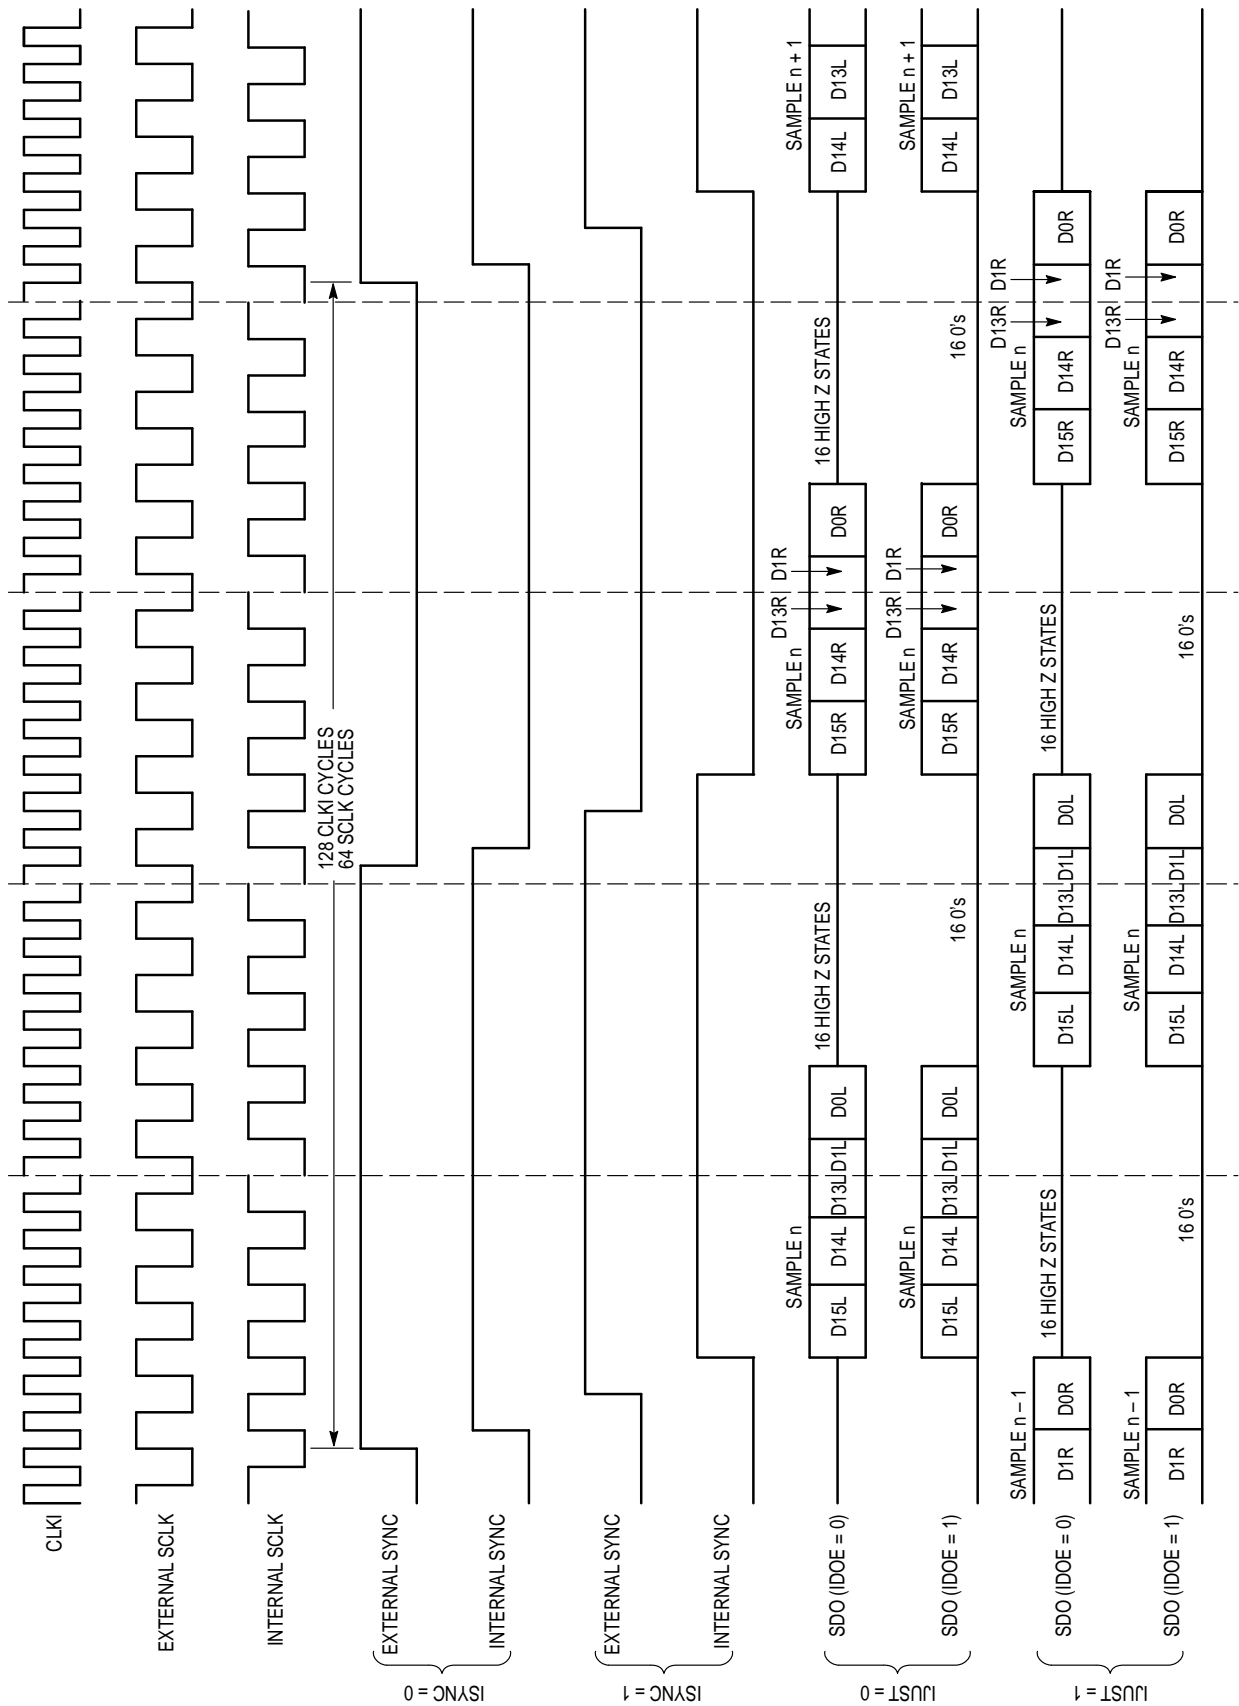 CLKI
EXTERNAL SCLK
INTERNAL SCLK
128 CLKI CYCLES
64 SCLK CYCLES
ISYNC = 0
EXTERNAL SYNC
INTERNAL SYNC
ISYNC = 1
EXTERNAL SYNC
INTERNAL SYNC
IJUST = 0
SAMPLE n
SAMPLE n
SAMPLE n + 1
SDO (IDOE = 0)
D15L D14L D13L D1L D0L
16 HIGH Z STATES
D15R D14R D13R D1R D0R
16 HIGH Z STATES
D14L D13L
SAMPLE n
SAMPLE n
SAMPLE n + 1
SDO (IDOE = 1)
D15L D14L D13L D1L D0L
16 0's
D15R D14R D13R D1R D0R
16 0's
D14L D13L
IJUST = 1
SAMPLE n – 1
SAMPLE n
SAMPLE n
SDO (IDOE = 0)
D1R D0R
16 HIGH Z STATES
D15L D14L D13L D1L D0L
16 HIGH Z STATES
D15R D14R D13R D1R D0R
SAMPLE n – 1
SAMPLE n
SAMPLE n
SDO (IDOE = 1)
D1R D0R
16 0's
D15L D14L D13L D1L D0L
16 0's
D15R D14R D13R D1R D0R